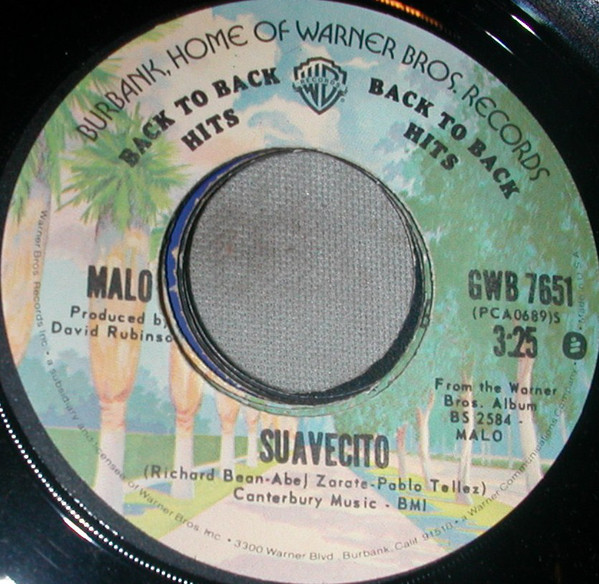 BURBANK, HOME OF WARNER BROS. RECORDS
BACK TO BACK
HITS
RECORDS
BACK TO BACK
HITS
MALO
Produced by
David Rubinso
GWB 7651
(PCA0689)S
3:25
From the Warner
Bros. Album
BS 2584 -
MALO
SUAVECITO
(Richard Bean-Abel Zarate-Pablo Tellez)
Canterbury Music - BMI
Warner Bros. Records Inc. • a subsidiary and licensee of Warner Bros. Inc. • 3300 Warner Blvd., Burbank, Calif. 91510 • a Warner Communications Company • U.S.A.